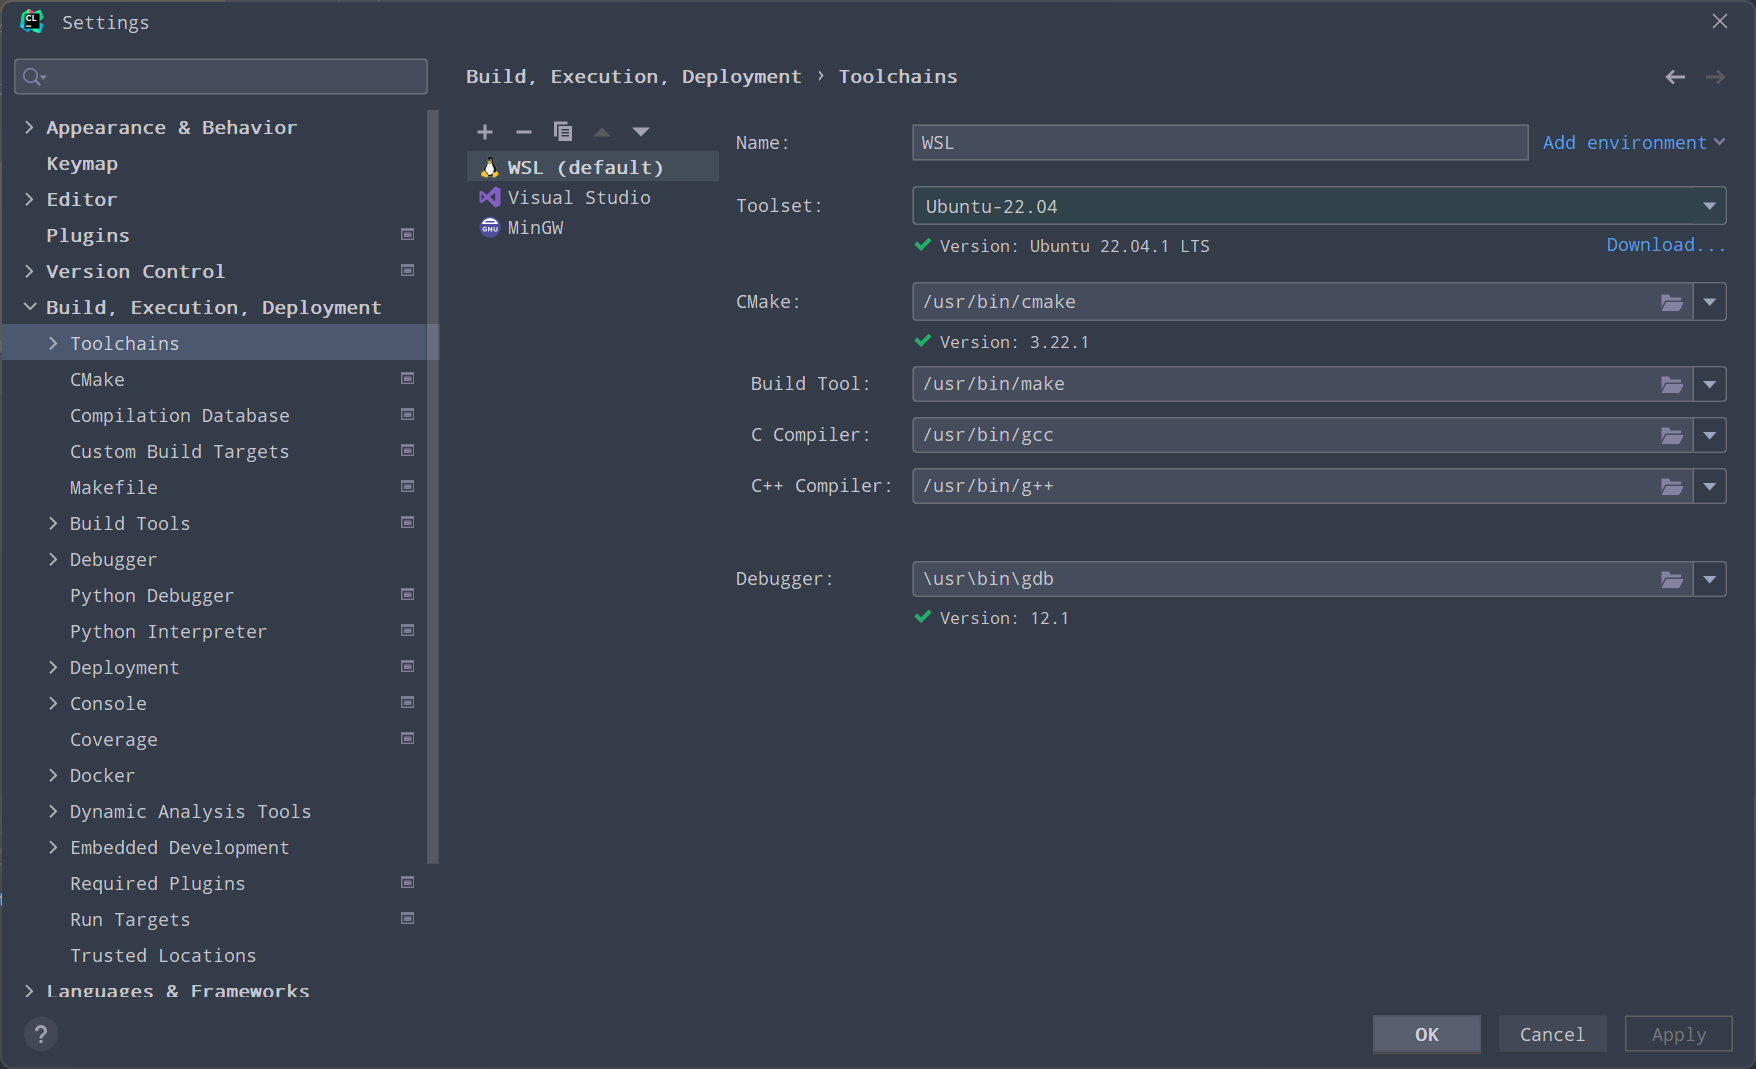 Settings
Appearance & Behavior
Keymap
Editor
Plugins
Version Control
Build, Execution, Deployment
Toolchains
CMake
Compilation Database
Custom Build Targets
Makefile
Build Tools
Debugger
Python Debugger
Python Interpreter
Deployment
Console
Coverage
Docker
Dynamic Analysis Tools
Embedded Development
Required Plugins
Run Targets
Trusted Locations
Languages & Frameworks
Build, Execution, Deployment › Toolchains
WSL (default)
Visual Studio
MinGW
Name: WSL Add environment
Toolset: Ubuntu-22.04
Version: Ubuntu 22.04.1 LTS Download...
CMake: /usr/bin/cmake
Version: 3.22.1
Build Tool: /usr/bin/make
C Compiler: /usr/bin/gcc
C++ Compiler: /usr/bin/g++
Debugger: \usr\bin\gdb
Version: 12.1
? OK Cancel Apply